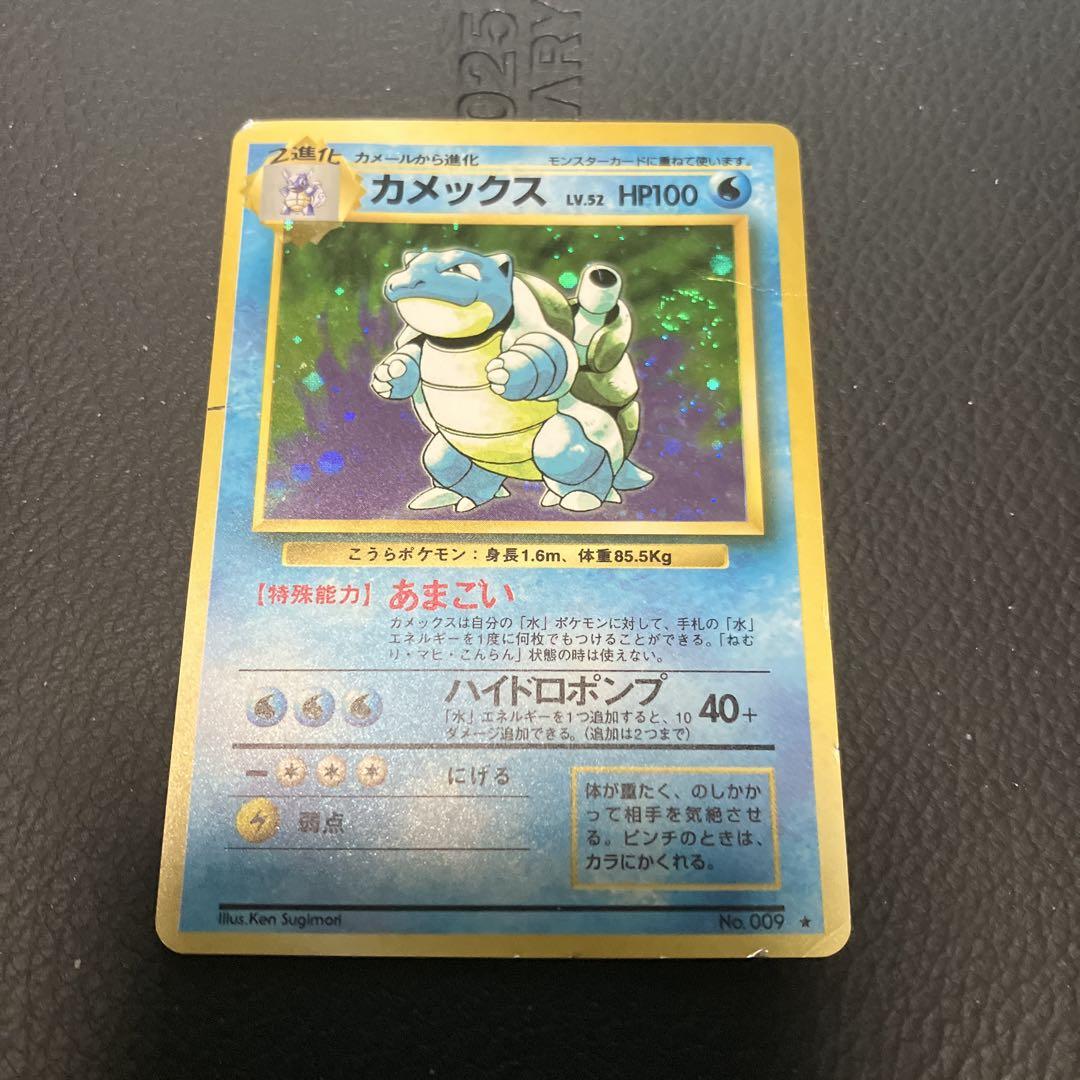 025
ARY
2進化 カメールから進化 モンスターカードに重ねて使います。
カメックス LV.52 HP100
こうらポケモン：身長1.6m、体重85.5Kg
【特殊能力】 あまごい
カメックスは自分の「水」ポケモンに対して、手札の「水」
エネルギーを1度に何枚でもつけることができる。「ねむ
り・マヒ・こんらん」状態の時は使えない。
ハイドロポンプ 40+
「水」エネルギーを1つ追加すると、10
ダメージ追加できる。（追加は2つまで）
にげる
弱点
体が重たく、のしかか
って相手を気絶させ
る。ピンチのときは、
カラにかくれる。
Illus.Ken Sugimori No. 009 ★